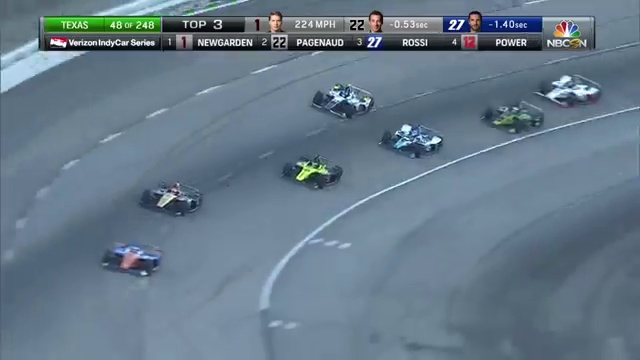 TEXAS 48 OF 248 TOP 3 1 224 MPH 22 -0.53sec 27 -1.40sec
Verizon IndyCar Series 1 1 NEWGARDEN 2 22 PAGENAUD 3 27 ROSSI 4 12 POWER NBCSN